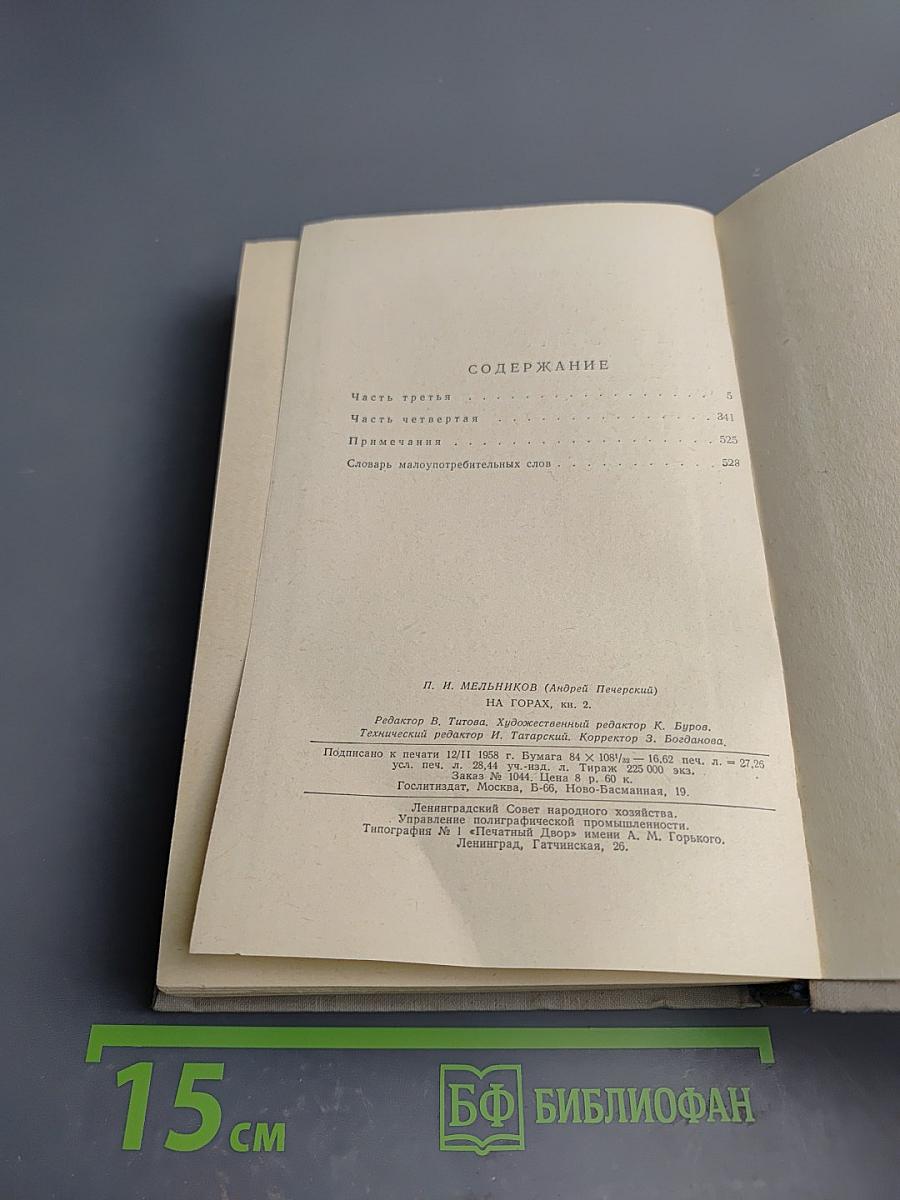 СОДЕРЖАНИЕ
Часть третья . . . . . . . . . . . . . . . . . . 5
Часть четвертая . . . . . . . . . . . . . . . . 341
Примечания . . . . . . . . . . . . . . . . . . 525
Словарь малоупотребительных слов . . . . . . . . . . . . 528
П. И. МЕЛЬНИКОВ (Андрей Печерский)
НА ГОРАХ, кн. 2.
Редактор В. Титова. Художественный редактор К. Буров.
Технический редактор И. Татарский. Корректор З. Богданова.
Подписано к печати 12/II 1958 г. Бумага 84 × 108¹/₃₂ — 16,62 печ. л. = 27,26
усл. печ. л. 28,44 уч.-изд. л. Тираж 225 000 экз.
Заказ № 1044. Цена 8 р. 60 к.
Гослитиздат, Москва, Б-66, Ново-Басманная, 19.
Ленинградский Совет народного хозяйства.
Управление полиграфической промышленности.
Типография № 1 «Печатный Двор» имени А. М. Горького.
Ленинград, Гатчинская, 26.
15 см
БФ БИБЛИОФАН